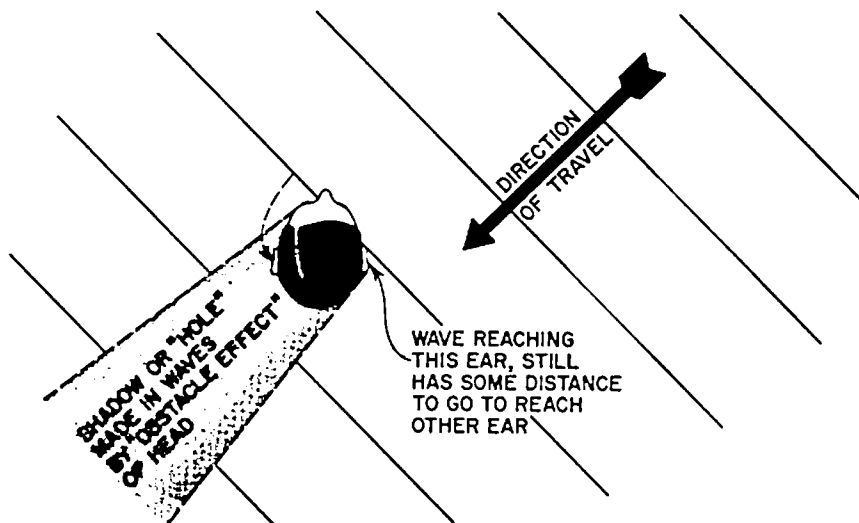 DIRECTION
OF TRAVEL
SHADOW OR "HOLE"
MADE IN WAVES
BY "OBSTACLE EFFECT"
OF HEAD
WAVE REACHING
THIS EAR, STILL
HAS SOME DISTANCE
TO GO TO REACH
OTHER EAR